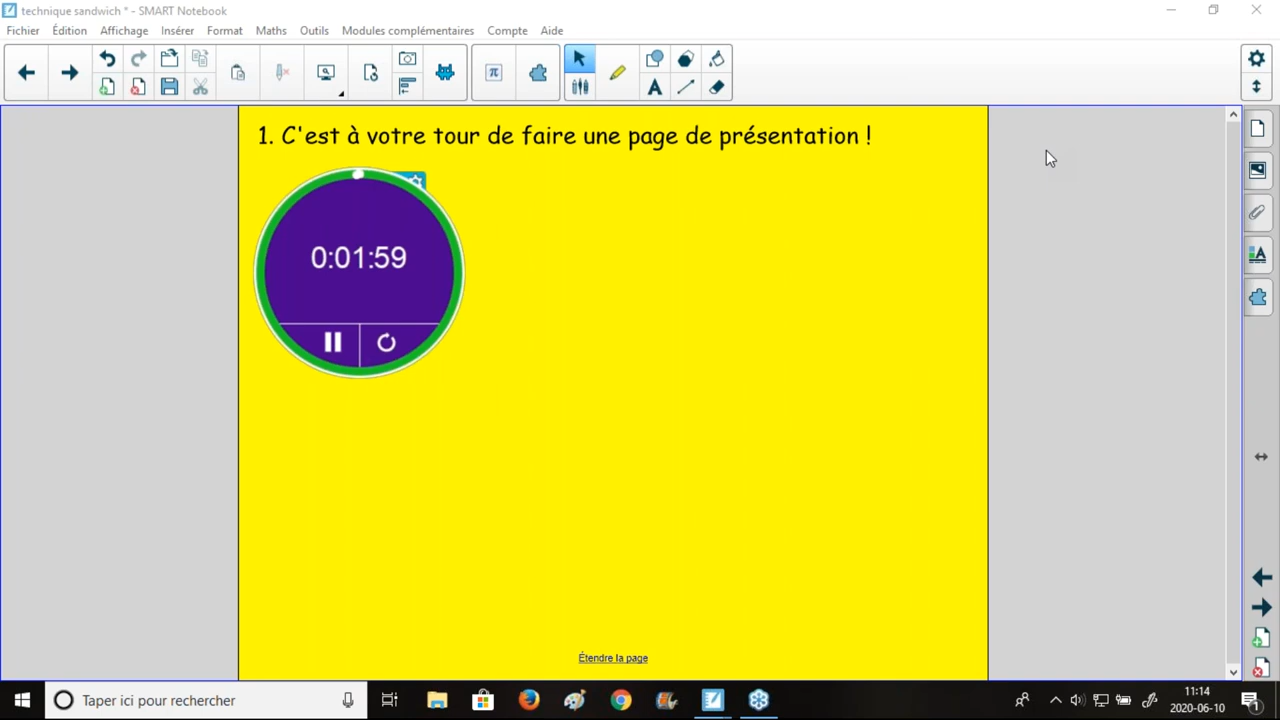 technique sandwich * - SMART Notebook
Fichier Édition Affichage Insérer Format Maths Outils Modules complémentaires Compte Aide
1. C'est à votre tour de faire une page de présentation !
0:01:59
Étendre la page
Taper ici pour rechercher
11:14
2020-06-10
1